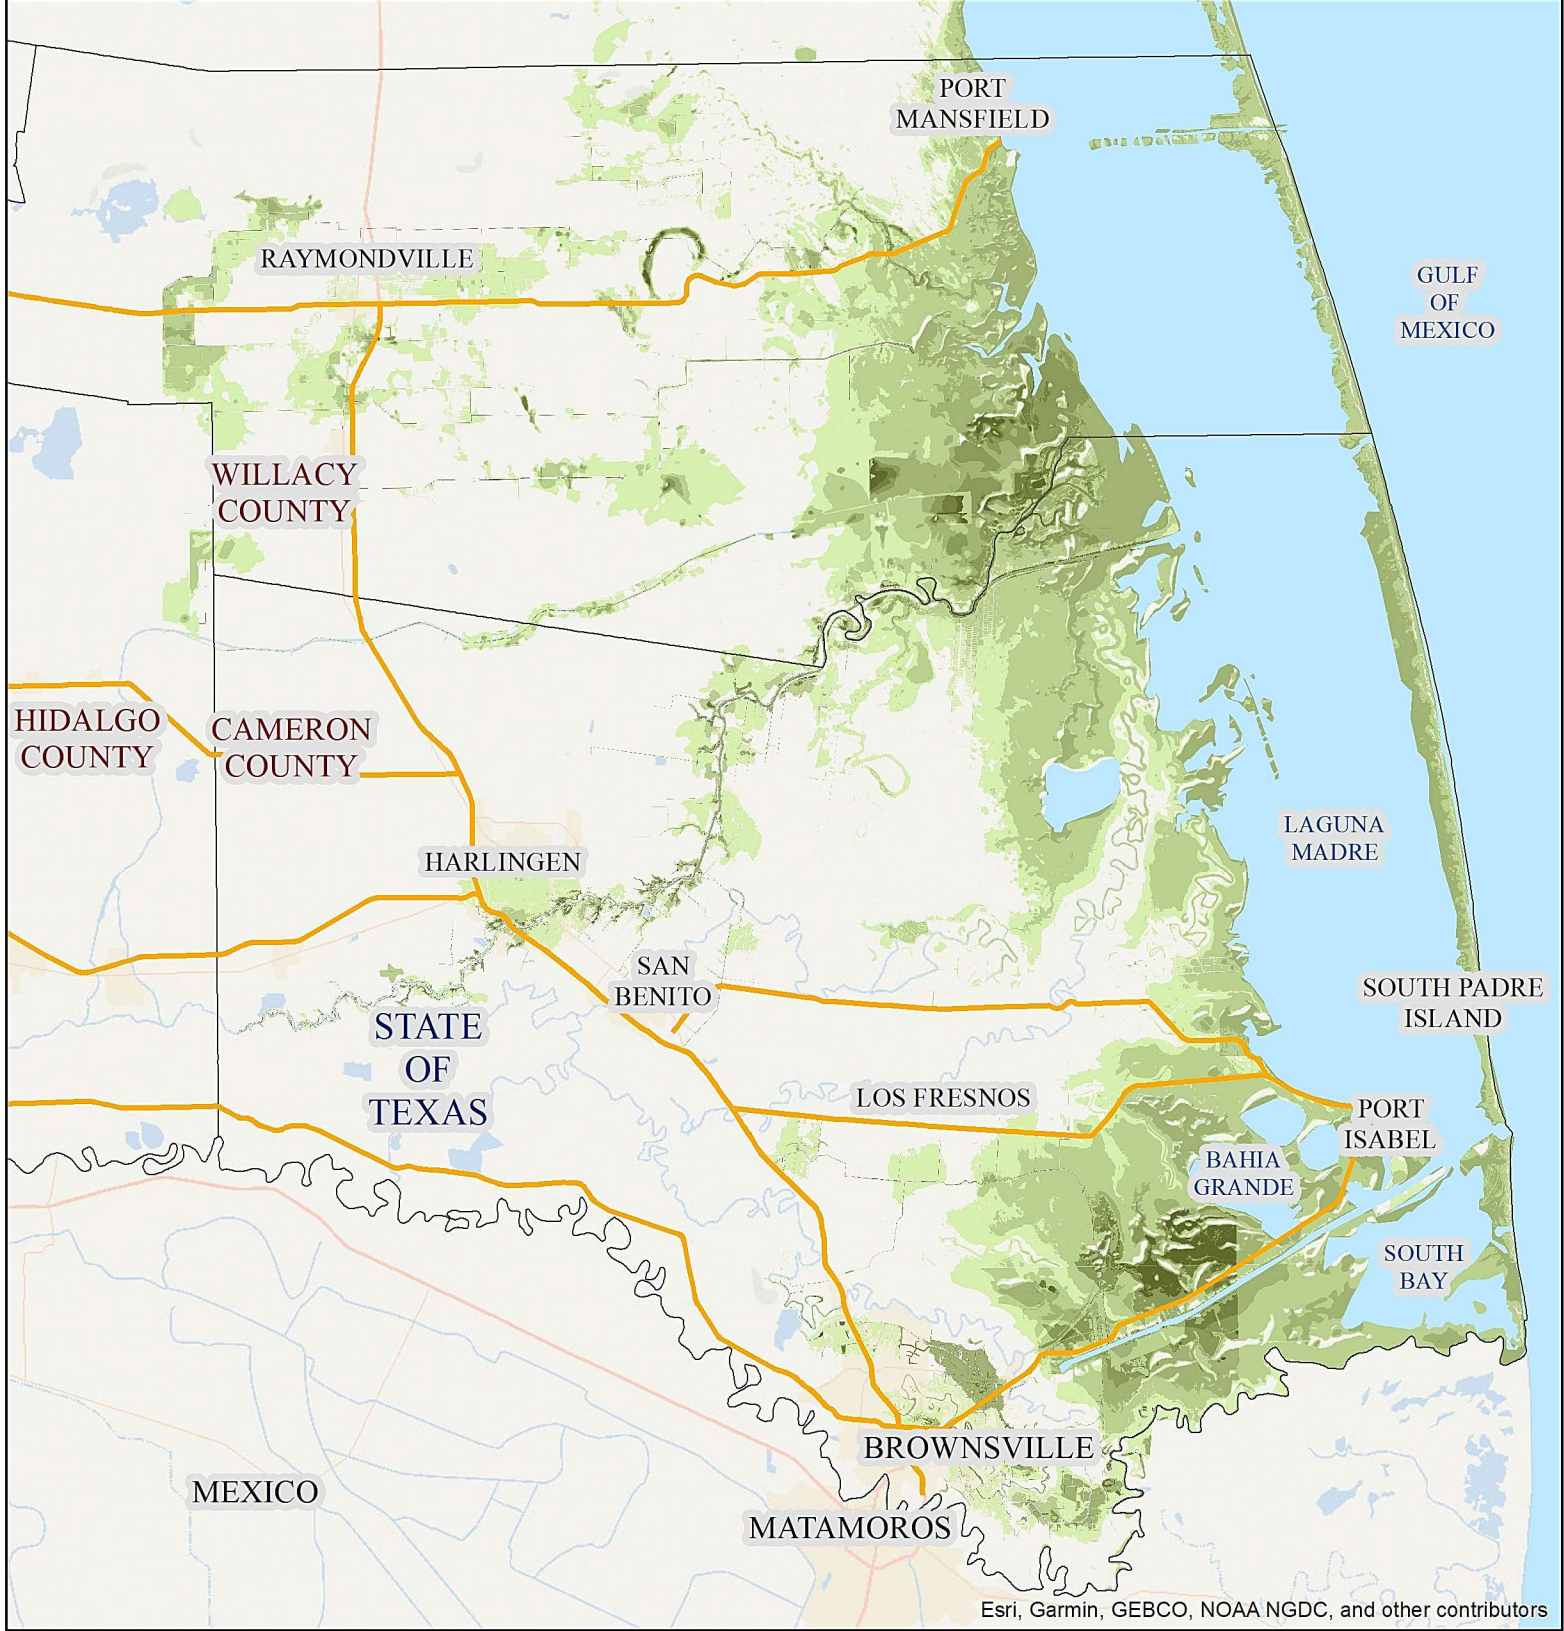 PORT
MANSFIELD
RAYMONDVILLE
GULF
OF
MEXICO
WILLACY
COUNTY
HIDALGO
COUNTY
CAMERON
COUNTY
LAGUNA
MADRE
HARLINGEN
SAN
BENITO
SOUTH PADRE
ISLAND
STATE
OF
TEXAS
LOS FRESNOS
PORT
ISABEL
BAHIA
GRANDE
SOUTH
BAY
BROWNSVILLE
MEXICO
MATAMOROS
Esri, Garmin, GEBCO, NOAA NGDC, and other contributors